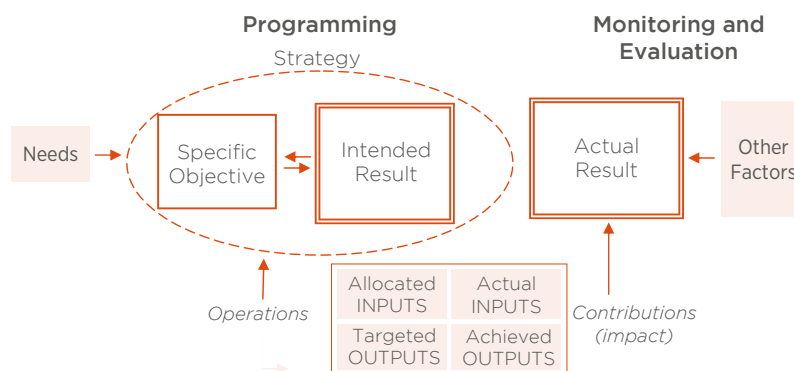 Programming
Monitoring and
Evaluation
Strategy
Needs
Specific
Objective
Intended
Result
Actual
Result
Other
Factors
Operations
Allocated
INPUTS
Actual
INPUTS
Targeted
OUTPUTS
Achieved
OUTPUTS
Contributions
(impact)